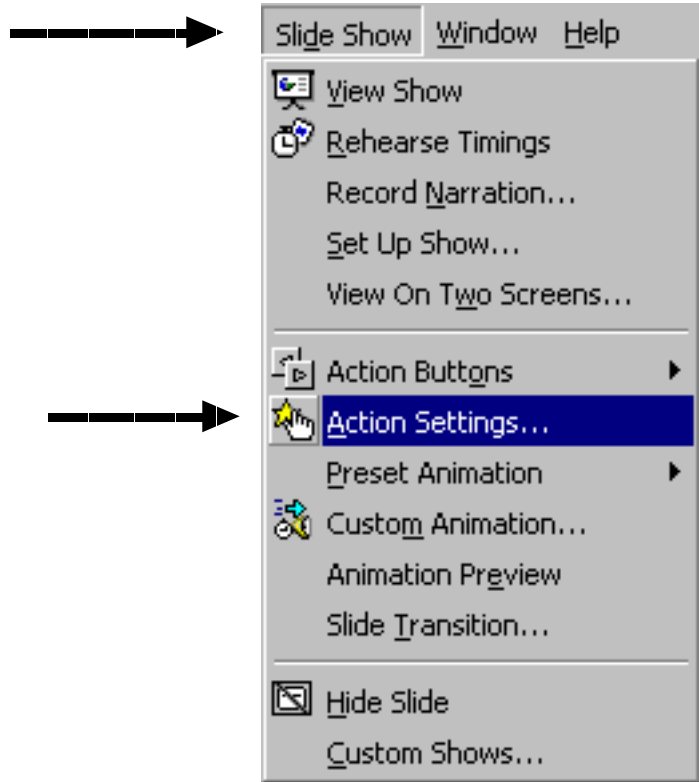 Slide Show Window Help
View Show
Rehearse Timings
Record Narration...
Set Up Show...
View On Two Screens...
Action Buttons
Action Settings...
Preset Animation
Custom Animation...
Animation Preview
Slide Transition...
Hide Slide
Custom Shows...